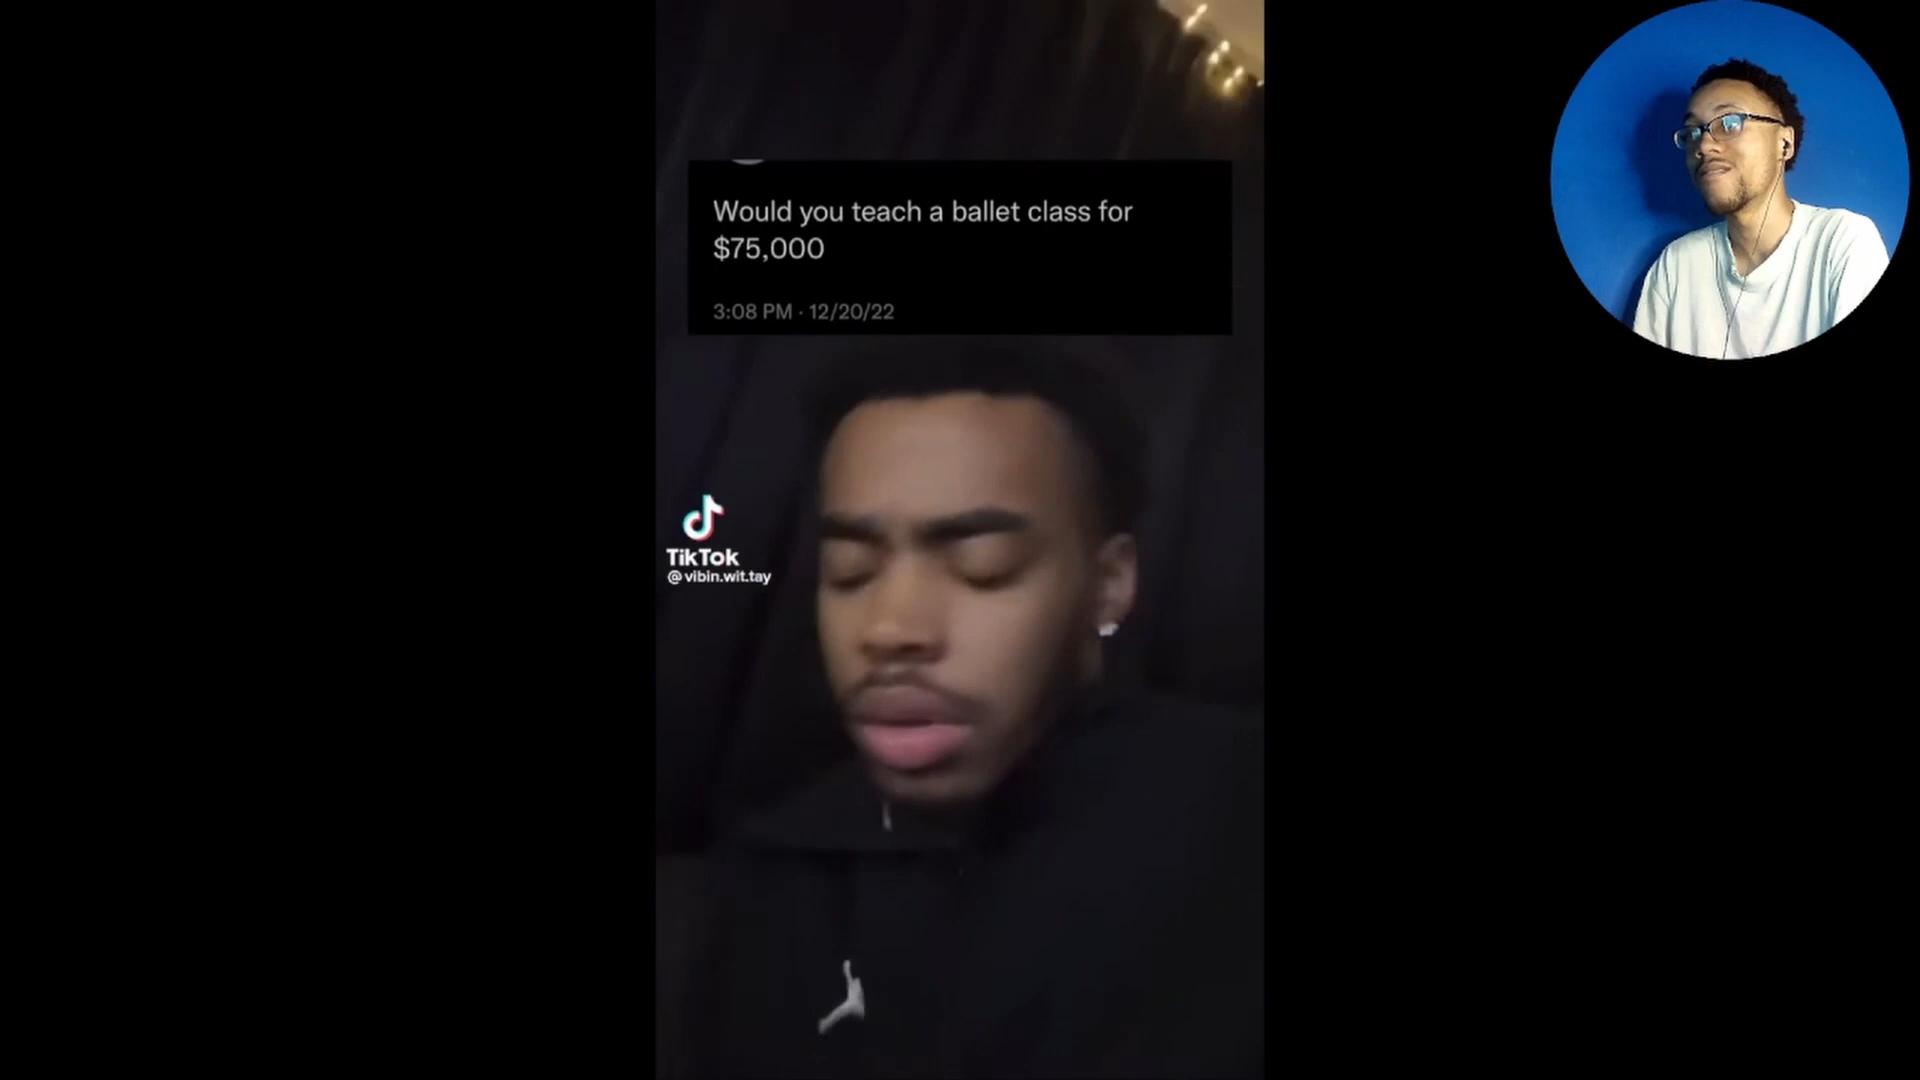 Would you teach a ballet class for
$75,000
3:08 PM · 12/20/22
TikTok
@vibin.wit.tay